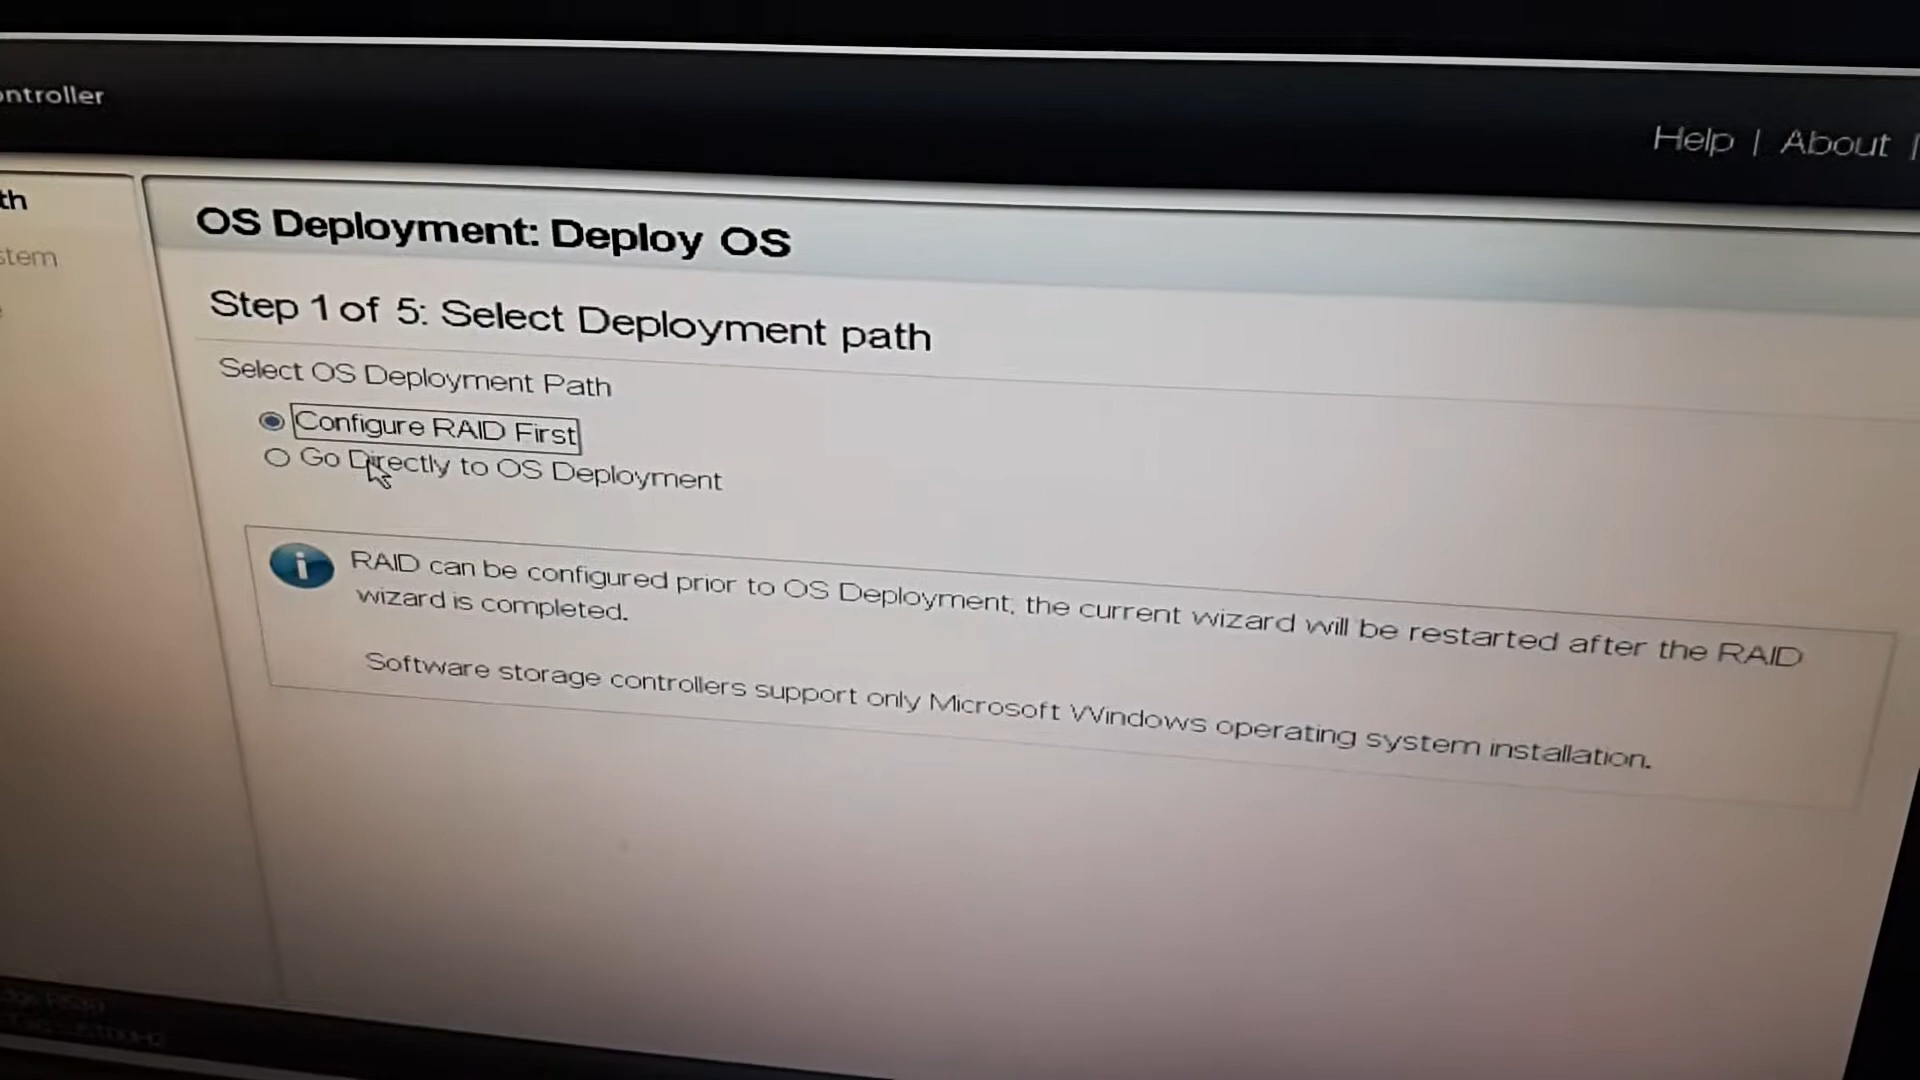 ontroller
Help | About |
th
stem
OS Deployment: Deploy OS
Step 1 of 5: Select Deployment path
Select OS Deployment Path
Configure RAID First
Go Directly to OS Deployment
i
RAID can be configured prior to OS Deployment, the current wizard will be restarted after the RAID
wizard is completed.
Software storage controllers support only Microsoft Windows operating system installation.